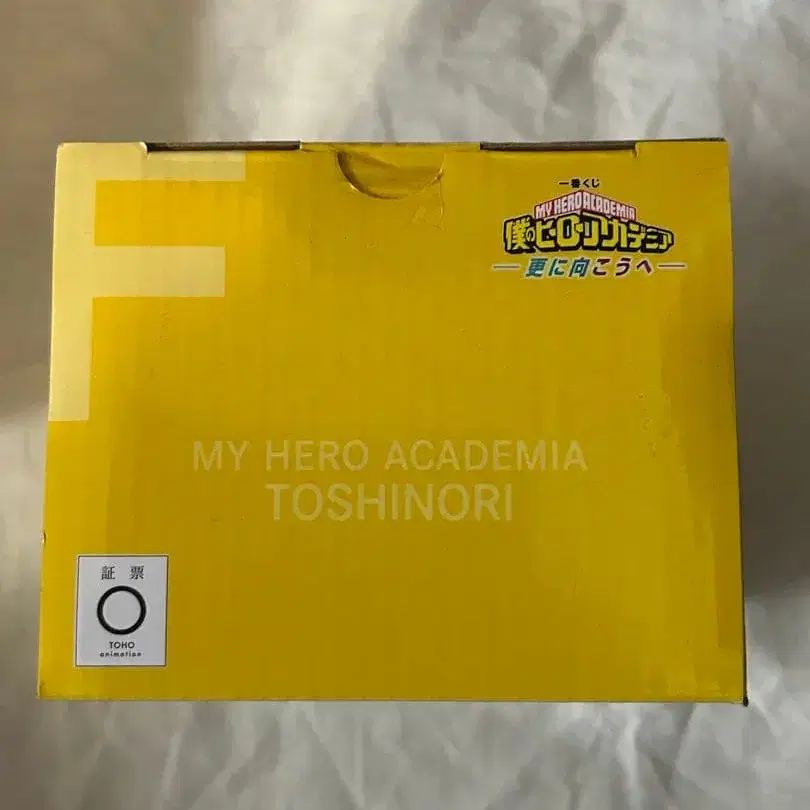 F
一番くじ
MY HERO ACADEMIA
僕のヒーローアカデミア
更に向こうへ
MY HERO ACADEMIA
TOSHINORI
証票
TOHO
animation